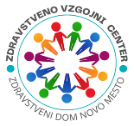 ZDRAVSTVENO VZGOJNI CENTER
ZDRAVSTVENI DOM NOVO MESTO